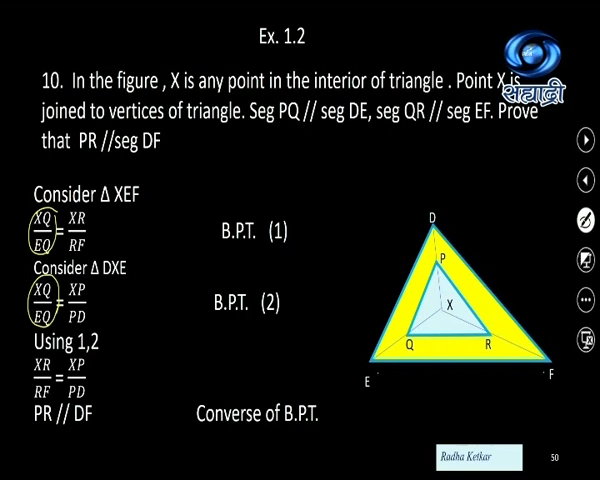 Ex. 1.2
10. In the figure , X is any point in the interior of triangle . Point X is
joined to vertices of triangle. Seg PQ // seg DE, seg QR // seg EF. Prove
that PR //seg DF
सह्याद्री
Consider Δ XEF
XQ/EQ = XR/RF B.P.T. (1)
Consider Δ DXE
XQ/EQ = XP/PD B.P.T. (2)
Using 1,2
XR/RF = XP/PD
PR // DF Converse of B.P.T.
D
P
X
Q
R
E
F
Radha Ketkar
50